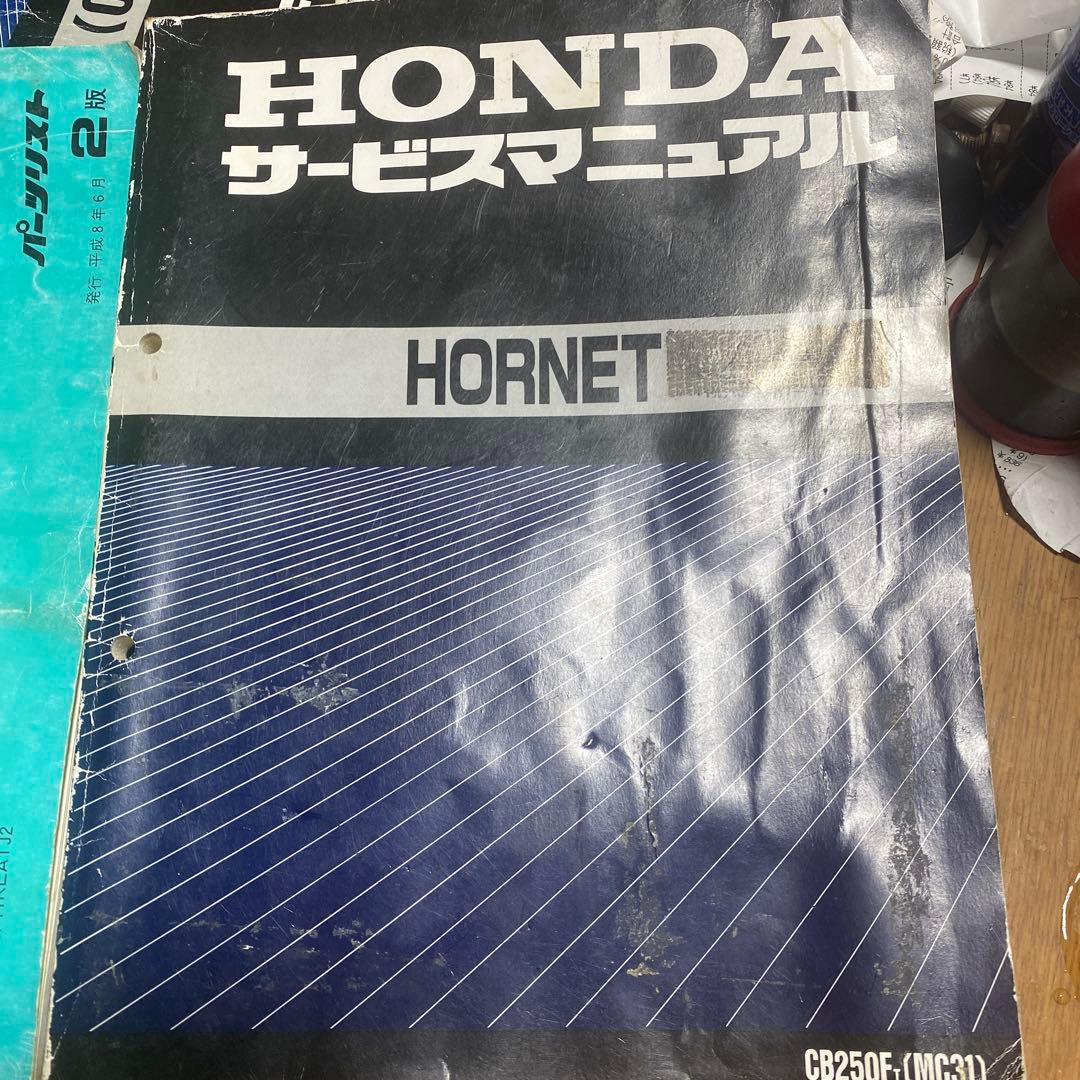 HONDA
サービスマニュアル
HORNET
CB250F T (MC31)
パーツリスト
2版
発行 平成8年6月